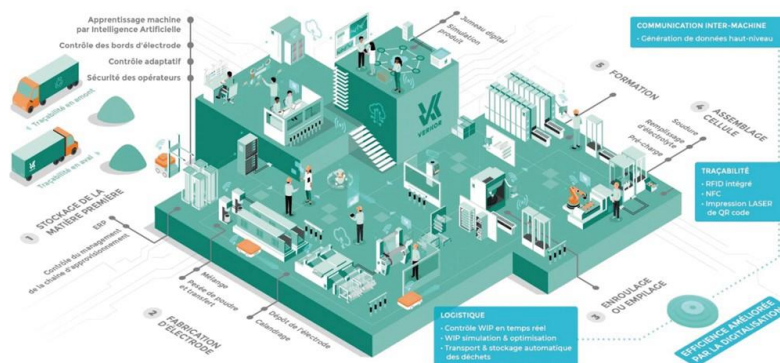 Apprentissage machine
par Intelligence Artificielle
Contrôle des bords d'électrode
Contrôle adaptatif
Sécurité des opérateurs
Jumeau digital
Simulation
produit
COMMUNICATION INTER-MACHINE
• Génération de données haut-niveau
Traçabilité en amont
Traçabilité en aval
VERKOR
5
FORMATION
4
ASSEMBLAGE
CELLULE
Soudure
Remplissage
d'électrolyte
Pré-charge
TRAÇABILITÉ
• RFID intégré
• NFC
• Impression LASER
de QR code
1
STOCKAGE DE LA
MATIÈRE PREMIÈRE
ERP
Contrôle du management
de la chaine d'approvisionnement
2
FABRICATION
D'ÉLECTRODE
Mélange
Pesée de poudre
et transfert
Dépôt de l'électrode
Calandrage
3
ENROULAGE
OU EMPILAGE
LOGISTIQUE
• Contrôle WIP en temps réel
• WIP simulation & optimisation
• Transport & stockage automatique
des déchets
EFFICIENCE AMÉLIORÉE
PAR LA DIGITALISATION